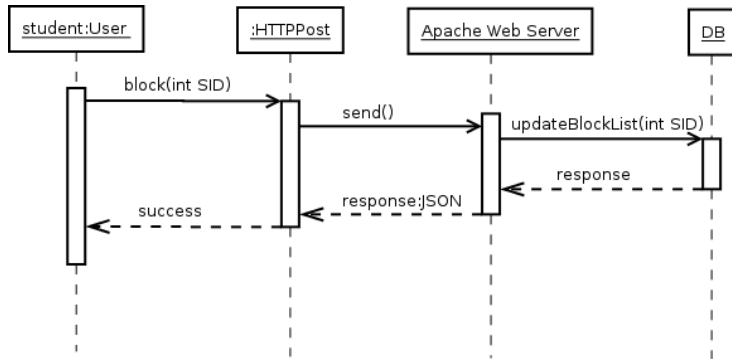 student:User
:HTTPPost
Apache Web Server
DB
block(int SID)
send()
updateBlockList(int SID)
response
response:JSON
success